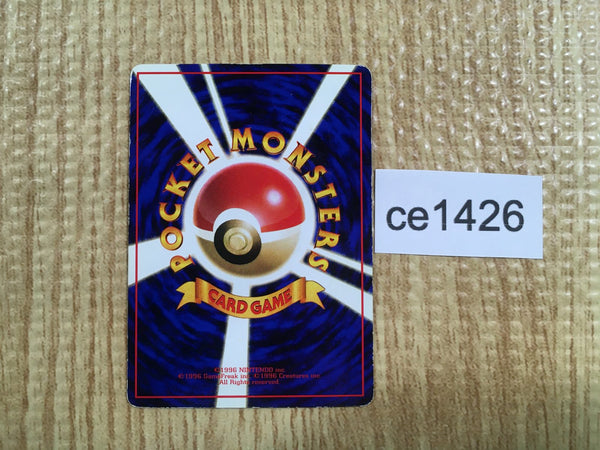 POCKET MONSTERS
CARD GAME
©1996 NINTENDO inc.
©1996 GameFreak inc. ©1996 Creatures inc.
All Rights reserved.
ce1426